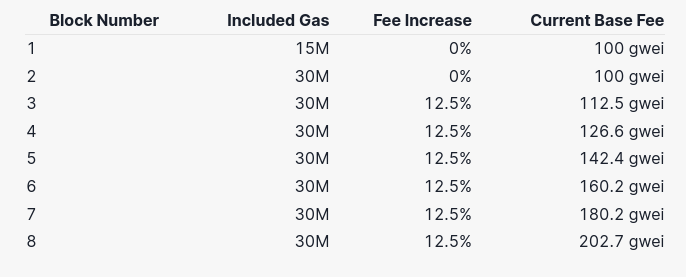 Block Number Included Gas Fee Increase Current Base Fee
1 15M 0% 100 gwei
2 30M 0% 100 gwei
3 30M 12.5% 112.5 gwei
4 30M 12.5% 126.6 gwei
5 30M 12.5% 142.4 gwei
6 30M 12.5% 160.2 gwei
7 30M 12.5% 180.2 gwei
8 30M 12.5% 202.7 gwei